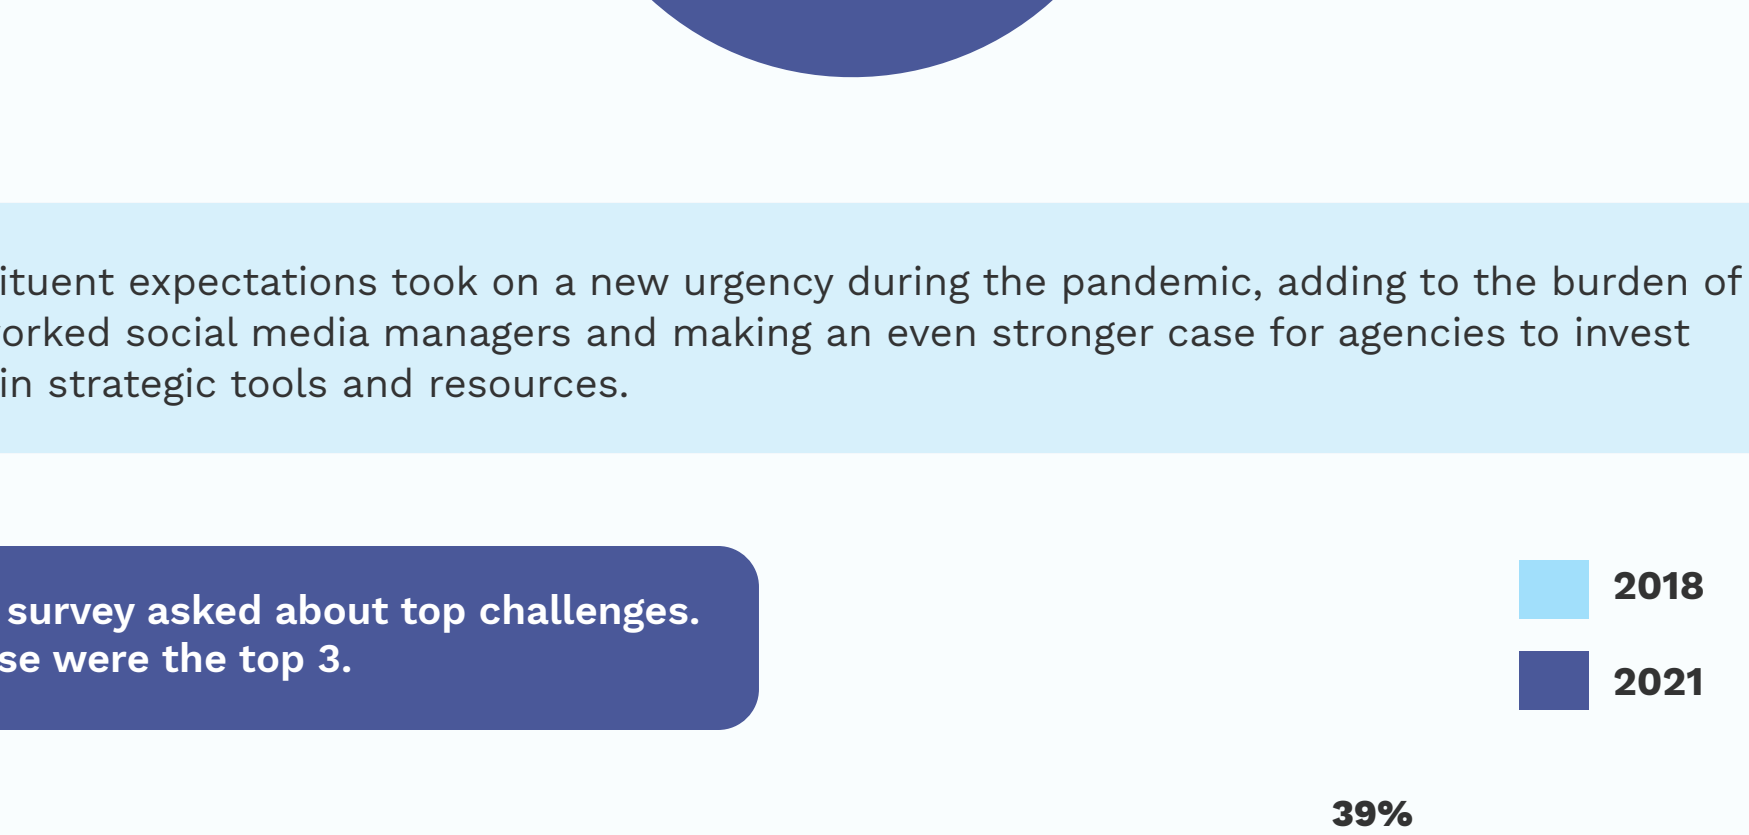 ituent expectations took on a new urgency during the pandemic, adding to the burden of
orked social media managers and making an even stronger case for agencies to invest
in strategic tools and resources.
survey asked about top challenges.
se were the top 3.
2018
2021
39%